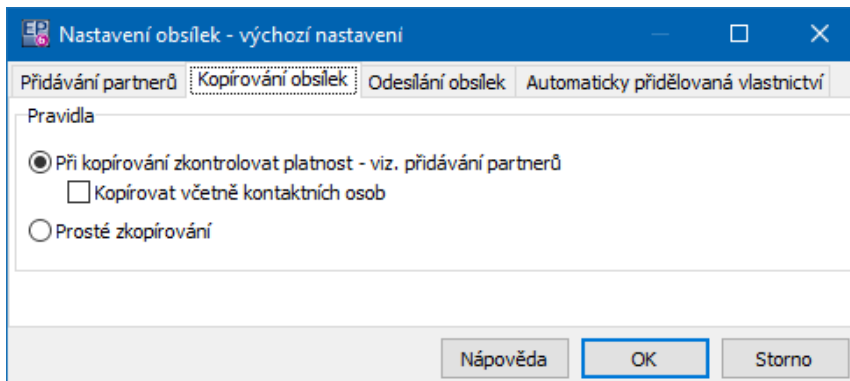 EP6 Nastavení obsílek - výchozí nastavení
Přidávání partnerů Kopírování obsílek Odesílání obsílek Automaticky přidělovaná vlastnictví
Pravidla
Při kopírování zkontrolovat platnost - viz. přidávání partnerů
Kopírovat včetně kontaktních osob
Prosté zkopírování
Nápověda OK Storno